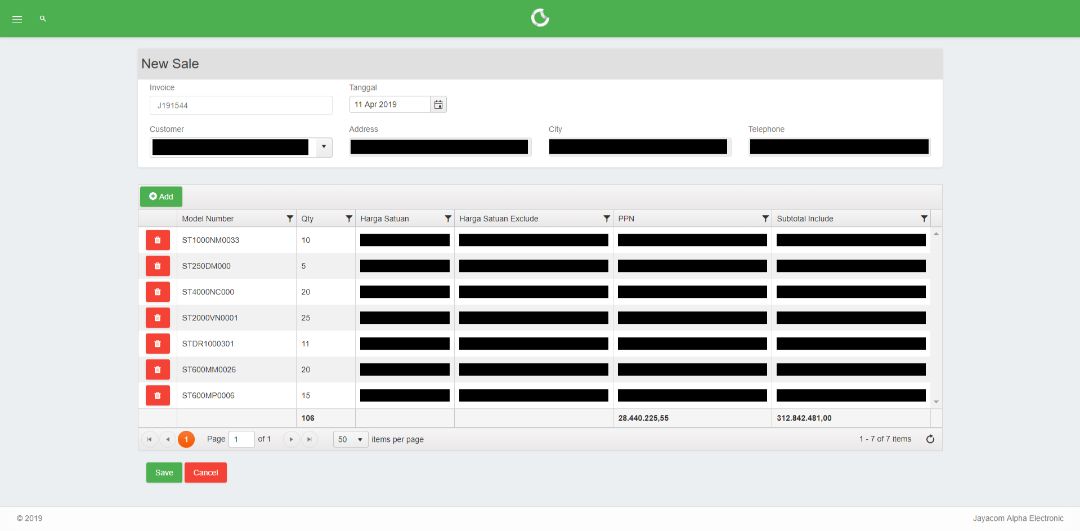 New Sale
Invoice Tanggal
J191544 11 Apr 2019
Customer Address City Telephone
Add
Model Number Qty Harga Satuan Harga Satuan Exclude PPN Subtotal Include
ST1000NM0033 10
ST250DM000 5
ST4000NC000 20
ST2000VN0001 25
STDR1000301 11
ST600MM0026 20
ST600MP0006 15
106 28.440.225,55 312.842.481,00
1 Page 1 of 1 50 items per page 1 - 7 of 7 items
Save Cancel
© 2019 Jayacom Alpha Electronic